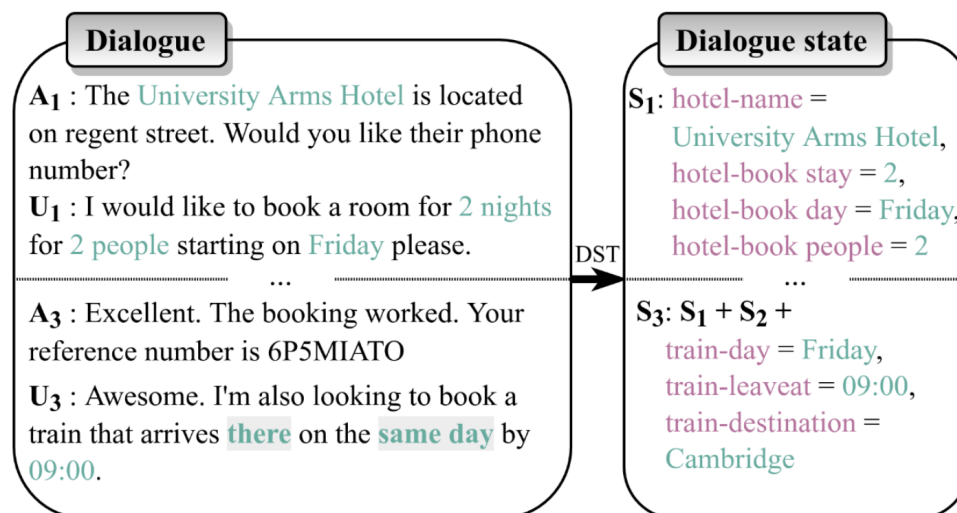 Dialogue
A1 : The University Arms Hotel is located
on regent street. Would you like their phone
number?
U1 : I would like to book a room for 2 nights
for 2 people starting on Friday please.
...
A3 : Excellent. The booking worked. Your
reference number is 6P5MIATO
U3 : Awesome. I'm also looking to book a
train that arrives there on the same day by
09:00.
DST
Dialogue state
S1: hotel-name =
University Arms Hotel,
hotel-book stay = 2,
hotel-book day = Friday,
hotel-book people = 2
...
S3: S1 + S2 +
train-day = Friday,
train-leaveat = 09:00,
train-destination =
Cambridge